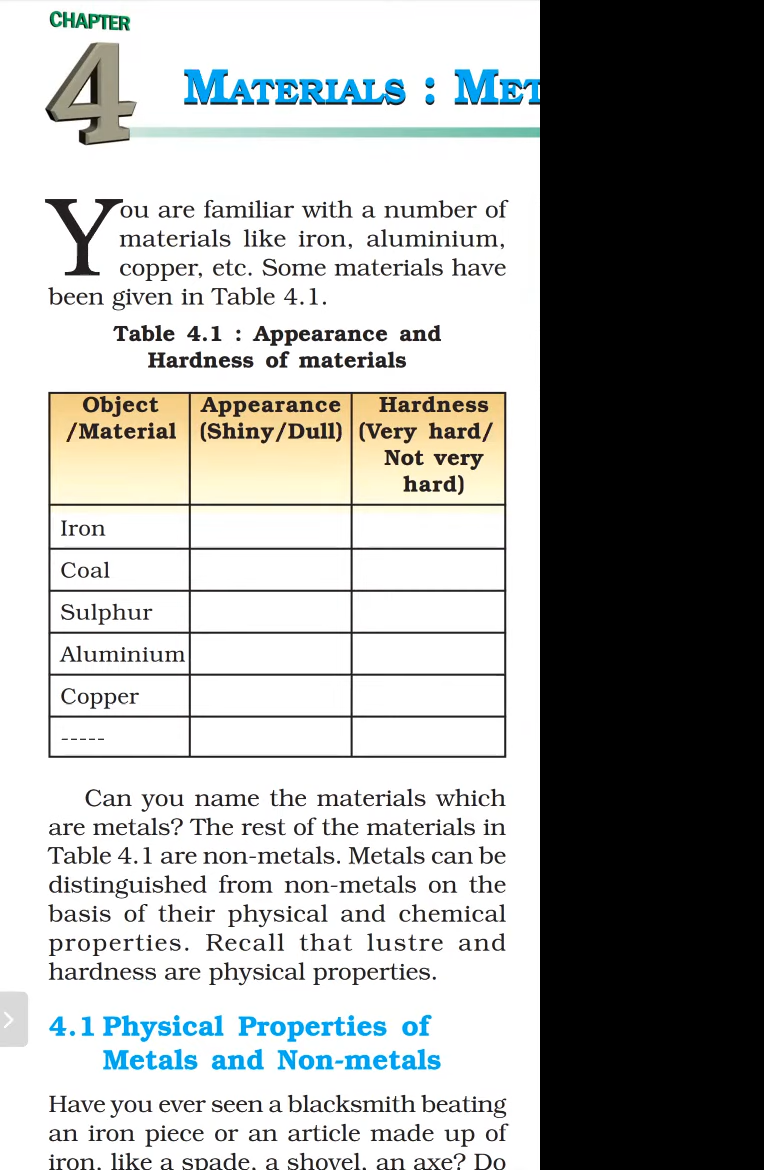 CHAPTER
4
MATERIALS : MET
You are familiar with a number of
materials like iron, aluminium,
copper, etc. Some materials have
been given in Table 4.1.
Table 4.1 : Appearance and
Hardness of materials
Object /Material | Appearance (Shiny/Dull) | Hardness (Very hard/ Not very hard)
Iron
Coal
Sulphur
Aluminium
Copper
-----
Can you name the materials which
are metals? The rest of the materials in
Table 4.1 are non-metals. Metals can be
distinguished from non-metals on the
basis of their physical and chemical
properties. Recall that lustre and
hardness are physical properties.
4.1 Physical Properties of
Metals and Non-metals
Have you ever seen a blacksmith beating
an iron piece or an article made up of
iron, like a spade, a shovel, an axe? Do